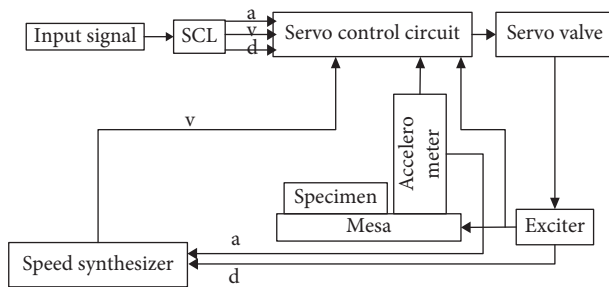 a
Input signal
SCL
v
d
Servo control circuit
Servo valve
v
Accelero
meter
Specimen
Mesa
Exciter
a
Speed synthesizer
d